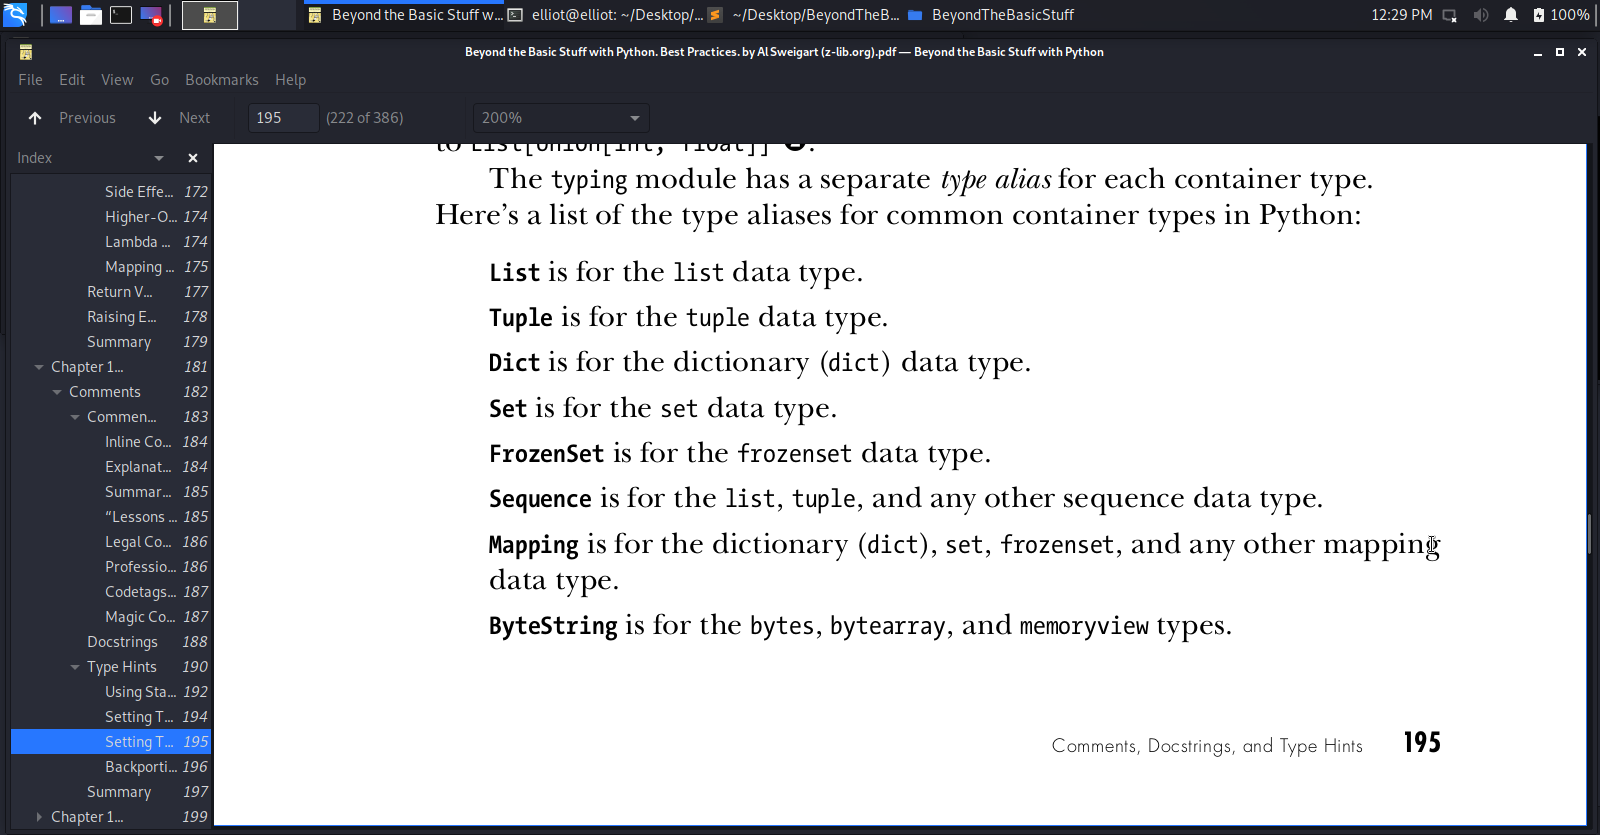 Beyond the Basic Stuff w...
elliot@elliot: ~/Desktop/...
~/Desktop/BeyondTheB...
BeyondTheBasicStuff
12:29 PM
100%
Beyond the Basic Stuff with Python. Best Practices. by Al Sweigart (z-lib.org).pdf — Beyond the Basic Stuff with Python
File Edit View Go Bookmarks Help
Previous Next 195 (222 of 386) 200%
Index
Side Effe... 172
Higher-O... 174
Lambda ... 174
Mapping ... 175
Return V... 177
Raising E... 178
Summary 179
Chapter 1... 181
Comments 182
Commen... 183
Inline Co... 184
Explanat... 184
Summar... 185
“Lessons ... 185
Legal Co... 186
Professio... 186
Codetags... 187
Magic Co... 187
Docstrings 188
Type Hints 190
Using Sta... 192
Setting T... 194
Setting T... 195
Backporti... 196
Summary 197
Chapter 1... 199
to List[Union[int, float]]
The typing module has a separate type alias for each container type.
Here’s a list of the type aliases for common container types in Python:
List is for the list data type.
Tuple is for the tuple data type.
Dict is for the dictionary (dict) data type.
Set is for the set data type.
FrozenSet is for the frozenset data type.
Sequence is for the list, tuple, and any other sequence data type.
Mapping is for the dictionary (dict), set, frozenset, and any other mapping
data type.
ByteString is for the bytes, bytearray, and memoryview types.
Comments, Docstrings, and Type Hints 195